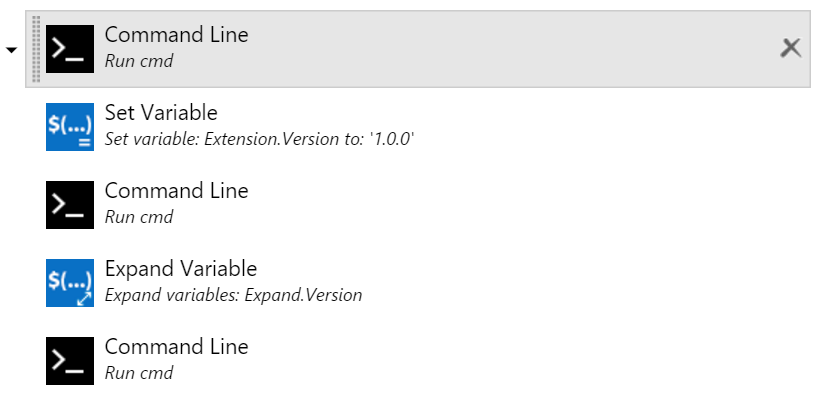 Command Line
Run cmd
$(...)
=
Set Variable
Set variable: Extension.Version to: '1.0.0'
Command Line
Run cmd
$(...)
Expand Variable
Expand variables: Expand.Version
Command Line
Run cmd